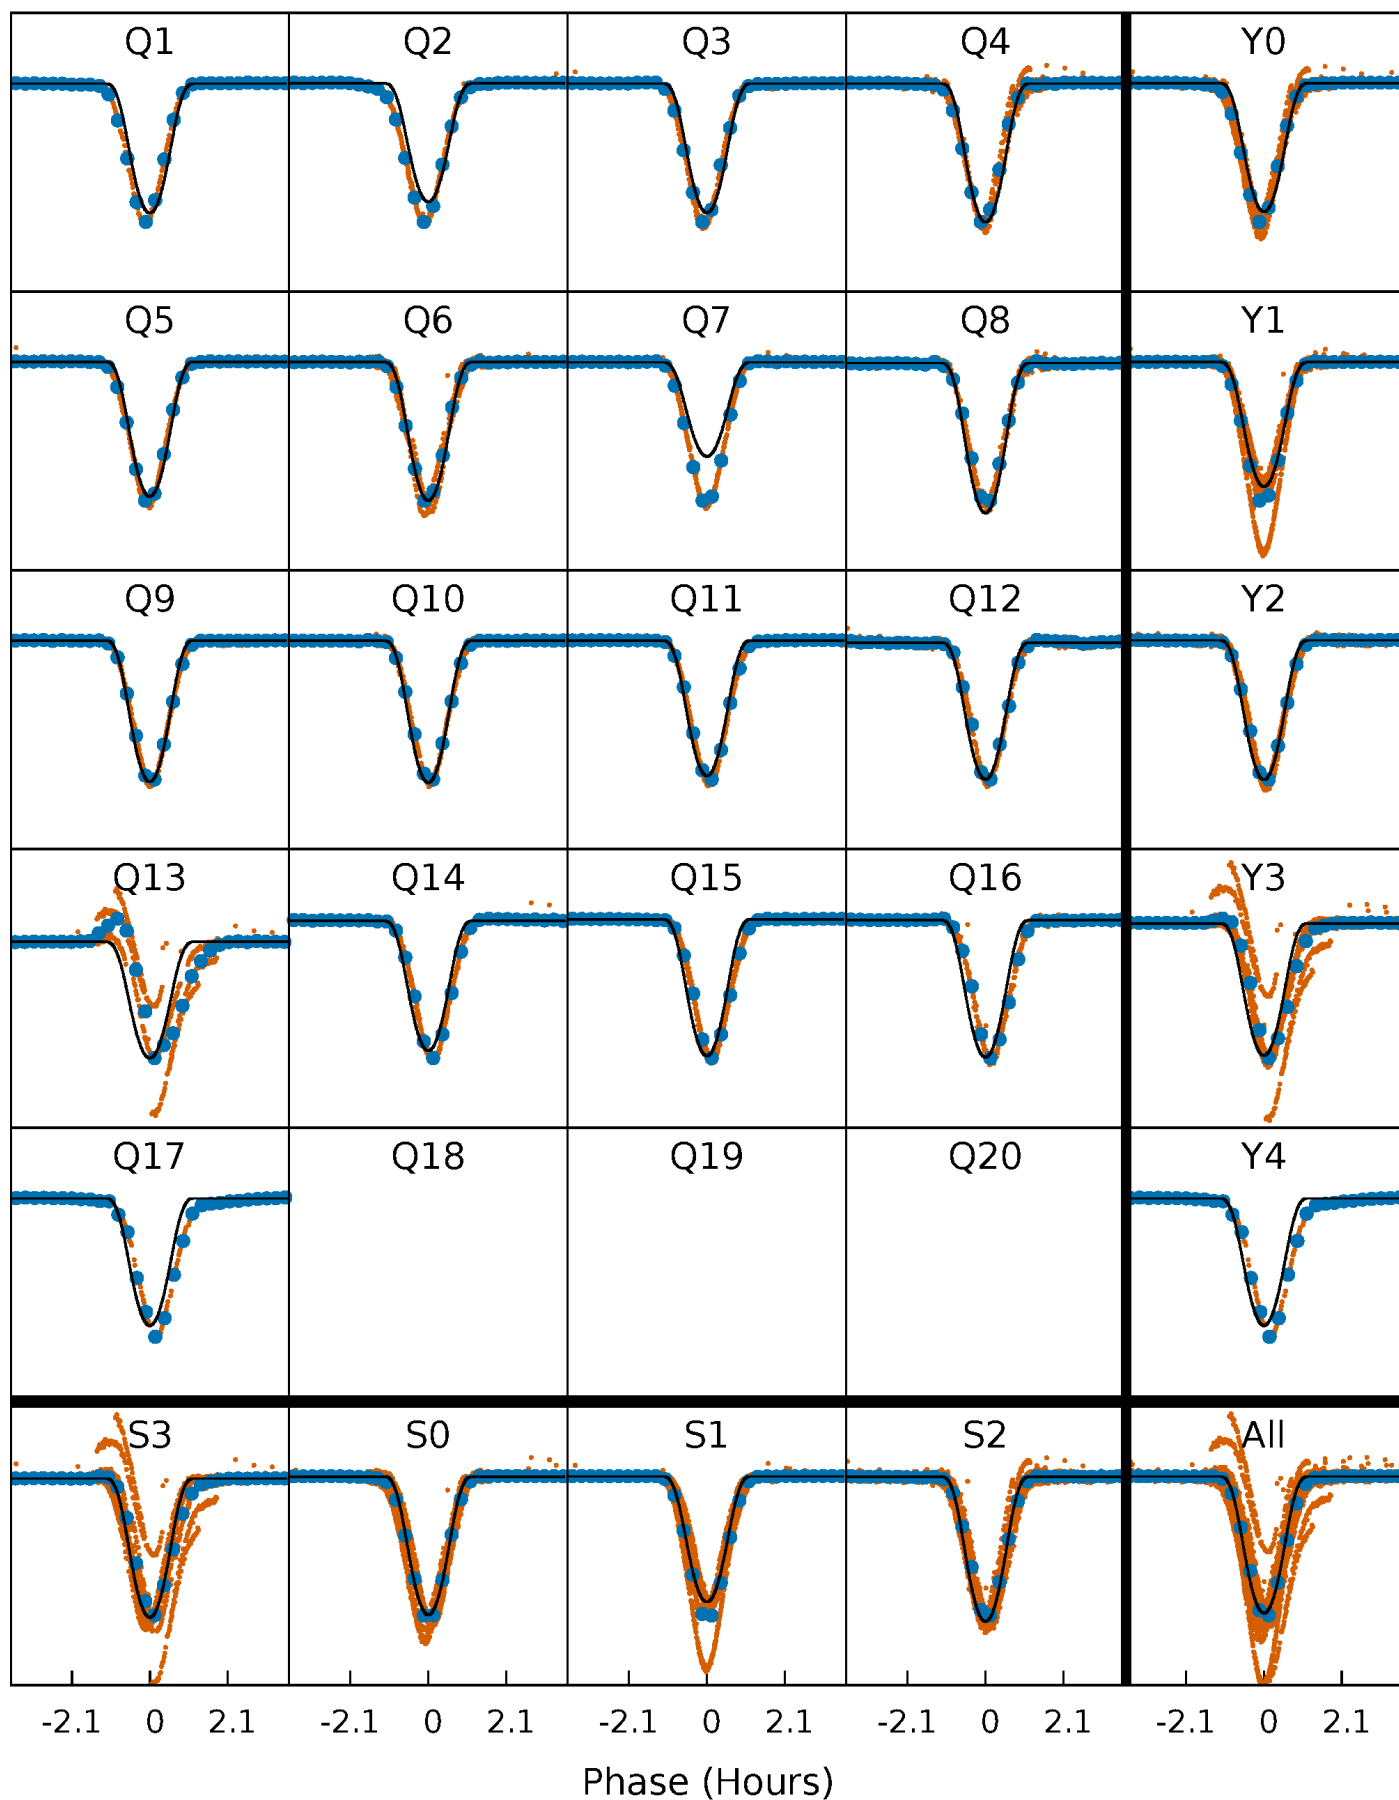 Q1 Q2 Q3 Q4 Y0
Q5 Q6 Q7 Q8 Y1
Q9 Q10 Q11 Q12 Y2
Q13 Q14 Q15 Q16 Y3
Q17 Q18 Q19 Q20 Y4
S3 S0 S1 S2 All
-2.1 0 2.1 -2.1 0 2.1 -2.1 0 2.1 -2.1 0 2.1 -2.1 0 2.1
Phase (Hours)